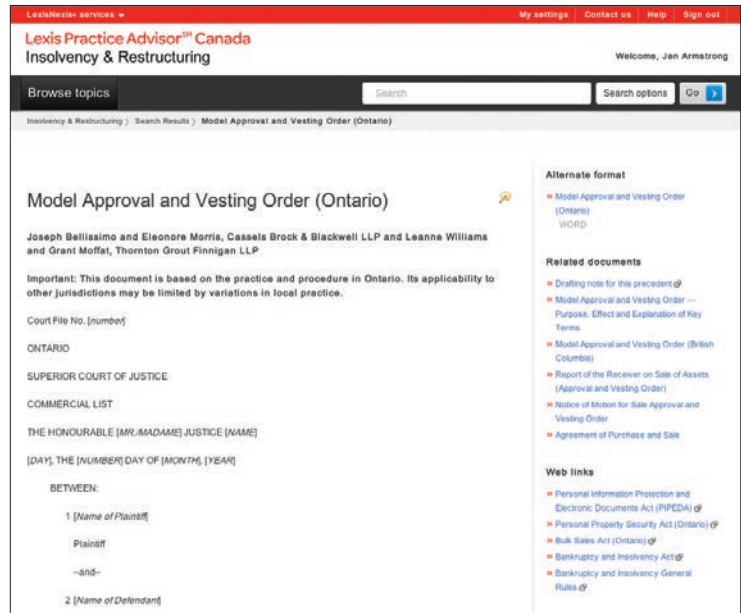 LexisNexis® services
My settings Contact us Help Sign out
Lexis Practice Advisor℠ Canada
Insolvency & Restructuring
Welcome, Jen Armstrong
Browse topics
Search
Search options
Go
Insolvency & Restructuring 〉 Search Results 〉 Model Approval and Vesting Order (Ontario)
Model Approval and Vesting Order (Ontario)
Joseph Bellissimo and Eleonore Morris, Cassels Brock & Blackwell LLP and Leanne Williams
and Grant Moffat, Thornton Grout Finnigan LLP
Important: This document is based on the practice and procedure in Ontario. Its applicability to
other jurisdictions may be limited by variations in local practice.
Court File No. [number]
ONTARIO
SUPERIOR COURT OF JUSTICE
COMMERCIAL LIST
THE HONOURABLE [MR./MADAME] JUSTICE [NAME]
[DAY], THE [NUMBER] DAY OF [MONTH], [YEAR]
BETWEEN:
1 [Name of Plaintiff]
Plaintiff
–and–
2 [Name of Defendant]
Alternate format
Model Approval and Vesting Order
(Ontario)
WORD
Related documents
Drafting note for this precedent
Model Approval and Vesting Order —
Purpose, Effect and Explanation of Key
Terms
Model Approval and Vesting Order (British
Columbia)
Report of the Receiver on Sale of Assets
(Approval and Vesting Order)
Notice of Motion for Sale Approval and
Vesting Order
Agreement of Purchase and Sale
Web links
Personal Information Protection and
Electronic Documents Act (PIPEDA)
Personal Property Security Act (Ontario)
Bulk Sales Act (Ontario)
Bankruptcy and Insolvency Act
Bankruptcy and Insolvency General
Rules